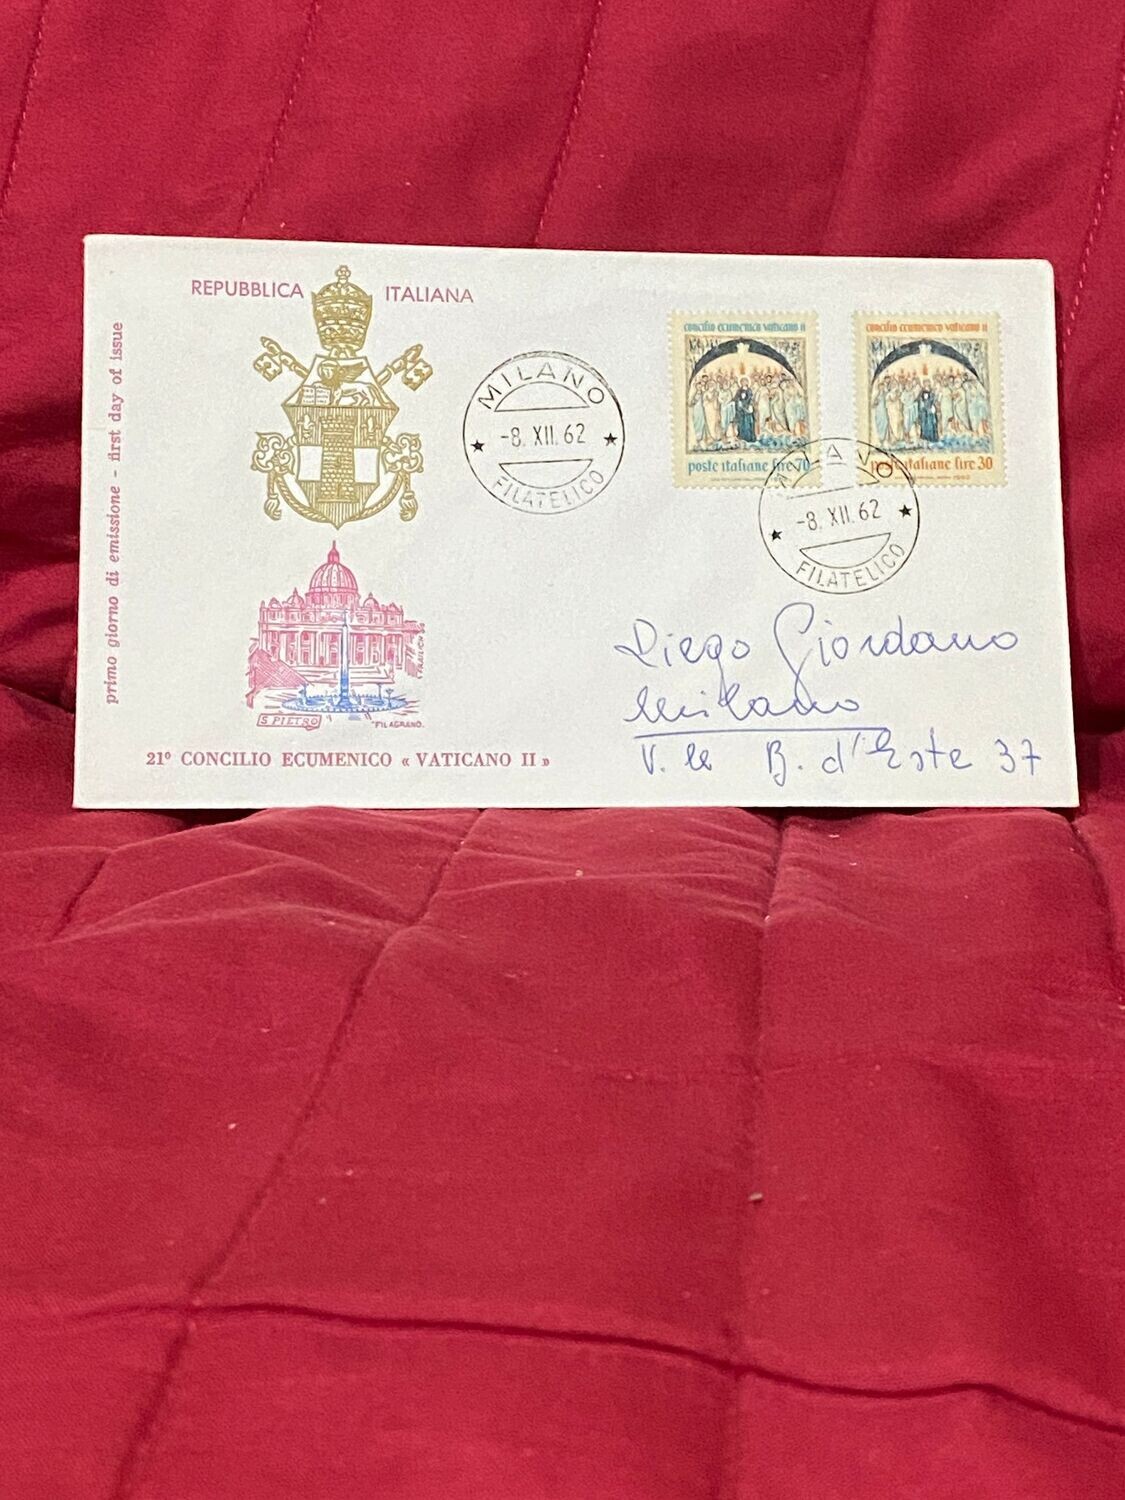 REPUBBLICA ITALIANA
primo giorno di emissione - first day of issue
MILANO
-8. XII. 62
FILATELICO
concilio ecumenico vaticano II
poste italiane lire 70
concilio ecumenico vaticano II
poste italiane lire 30
MILANO
-8. XII. 62
FILATELICO
S. PIETRO
"FILAGRANO"
21° CONCILIO ECUMENICO « VATICANO II »
Diego Giordano
Milano
V.le B. d'Este 37